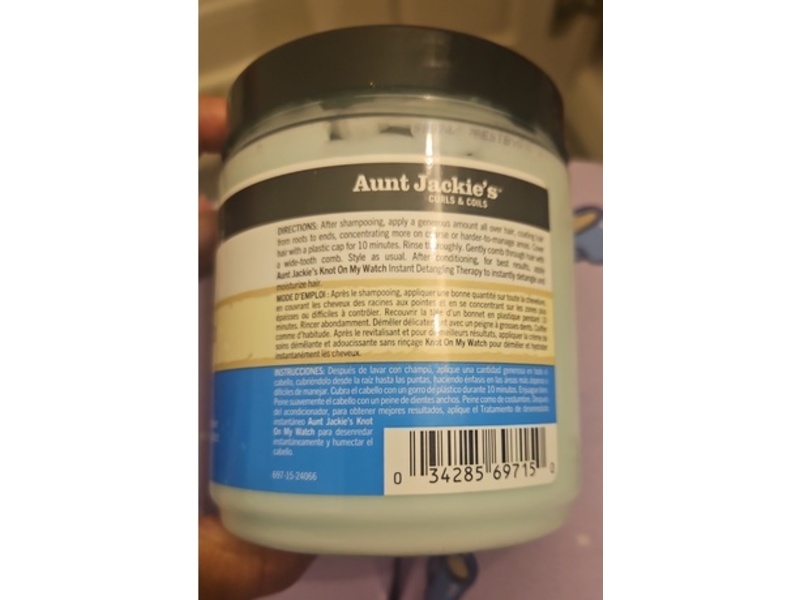 Aunt Jackie's
CURLS & COILS
DIRECTIONS: After shampooing, apply a generous amount all over hair, coating hair
from roots to ends, concentrating more on coarse or harder-to-manage areas. Cover
hair with a plastic cap for 10 minutes. Rinse thoroughly. Gently comb through hair with
a wide-tooth comb. Style as usual. After conditioning, for best results, apply
Aunt Jackie's Knot On My Watch Instant Detangling Therapy to instantly detangle and
moisturize hair.
MODE D'EMPLOI : Après le shampooing, appliquer une bonne quantité sur toute la chevelure,
en couvrant les cheveux des racines aux pointes et en se concentrant sur les zones plus
épaisses ou difficiles à contrôler. Recouvrir la tête d'un bonnet en plastique pendant 10
minutes. Rincer abondamment. Démêler délicatement avec un peigne à grosses dents. Coiffer
comme d'habitude. Après le revitalisant et pour de meilleurs résultats, appliquer la crème de
soins démêlante et adoucissante sans rinçage Knot On My Watch pour démêler et hydrater
instantanément les cheveux.
INSTRUCCIONES: Después de lavar con champú, aplique una cantidad generosa en todo el
cabello, cubriéndolo desde la raíz hasta las puntas, haciendo énfasis en las áreas más ásperas o
difíciles de manejar. Cubra el cabello con un gorro de plástico durante 10 minutos. Enjuague bien.
Peine suavemente el cabello con un peine de dientes anchos. Peine como de costumbre. Después
del acondicionador, para obtener mejores resultados, aplique el Tratamiento de desenredado
instantáneo Aunt Jackie's Knot
On My Watch para desenredar
instantáneamente y humectar el
cabello.
697-15-24066
0 34285 69715 0